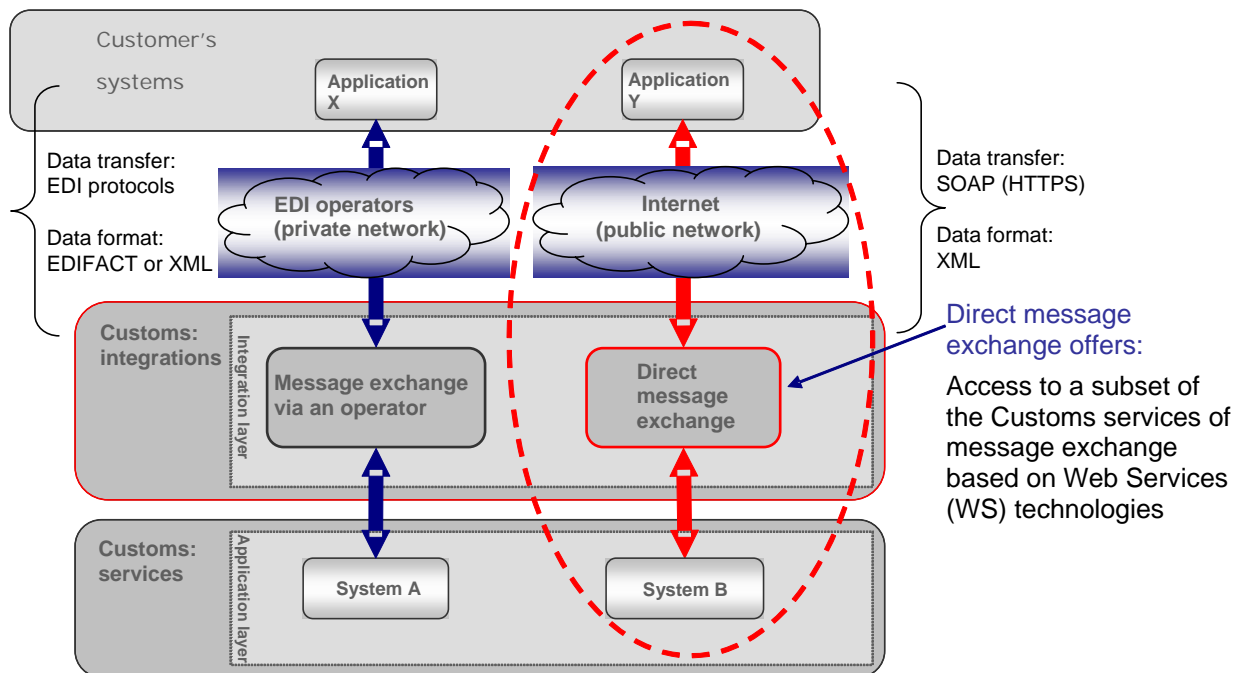 Customer's
systems
Application
X
Application
Y
Data transfer:
EDI protocols
Data format:
EDIFACT or XML
EDI operators
(private network)
Internet
(public network)
Data transfer:
SOAP (HTTPS)
Data format:
XML
Customs:
integrations
Integration layer
Message exchange
via an operator
Direct
message
exchange
Direct message
exchange offers:
Access to a subset of
the Customs services of
message exchange
based on Web Services
(WS) technologies
Customs:
services
Application layer
System A
System B